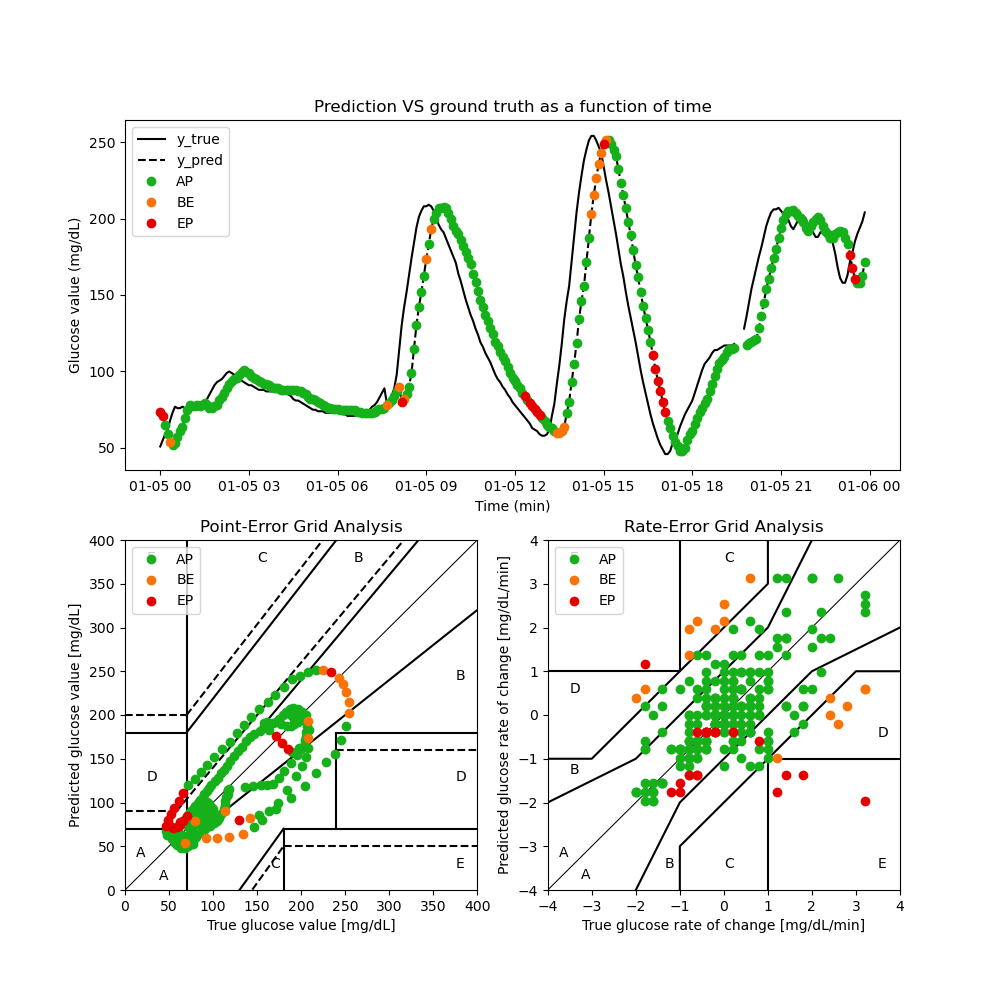 Prediction VS ground truth as a function of time
Glucose value (mg/dL)
250
200
150
100
50
y_true
y_pred
AP
BE
EP
01-05 00 01-05 03 01-05 06 01-05 09 01-05 12 01-05 15 01-05 18 01-05 21 01-06 00
Time (min)
Point-Error Grid Analysis
Predicted glucose value [mg/dL]
400
350
300
250
200
150
100
50
0
AP
BE
EP
C
B
B
D
D
A
A
C
E
0 50 100 150 200 250 300 350 400
True glucose value [mg/dL]
Rate-Error Grid Analysis
Predicted glucose rate of change [mg/dL/min]
4
3
2
1
0
−1
−2
−3
−4
AP
BE
EP
C
D
D
B
A
A
B
C
E
−4 −3 −2 −1 0 1 2 3 4
True glucose rate of change [mg/dL/min]